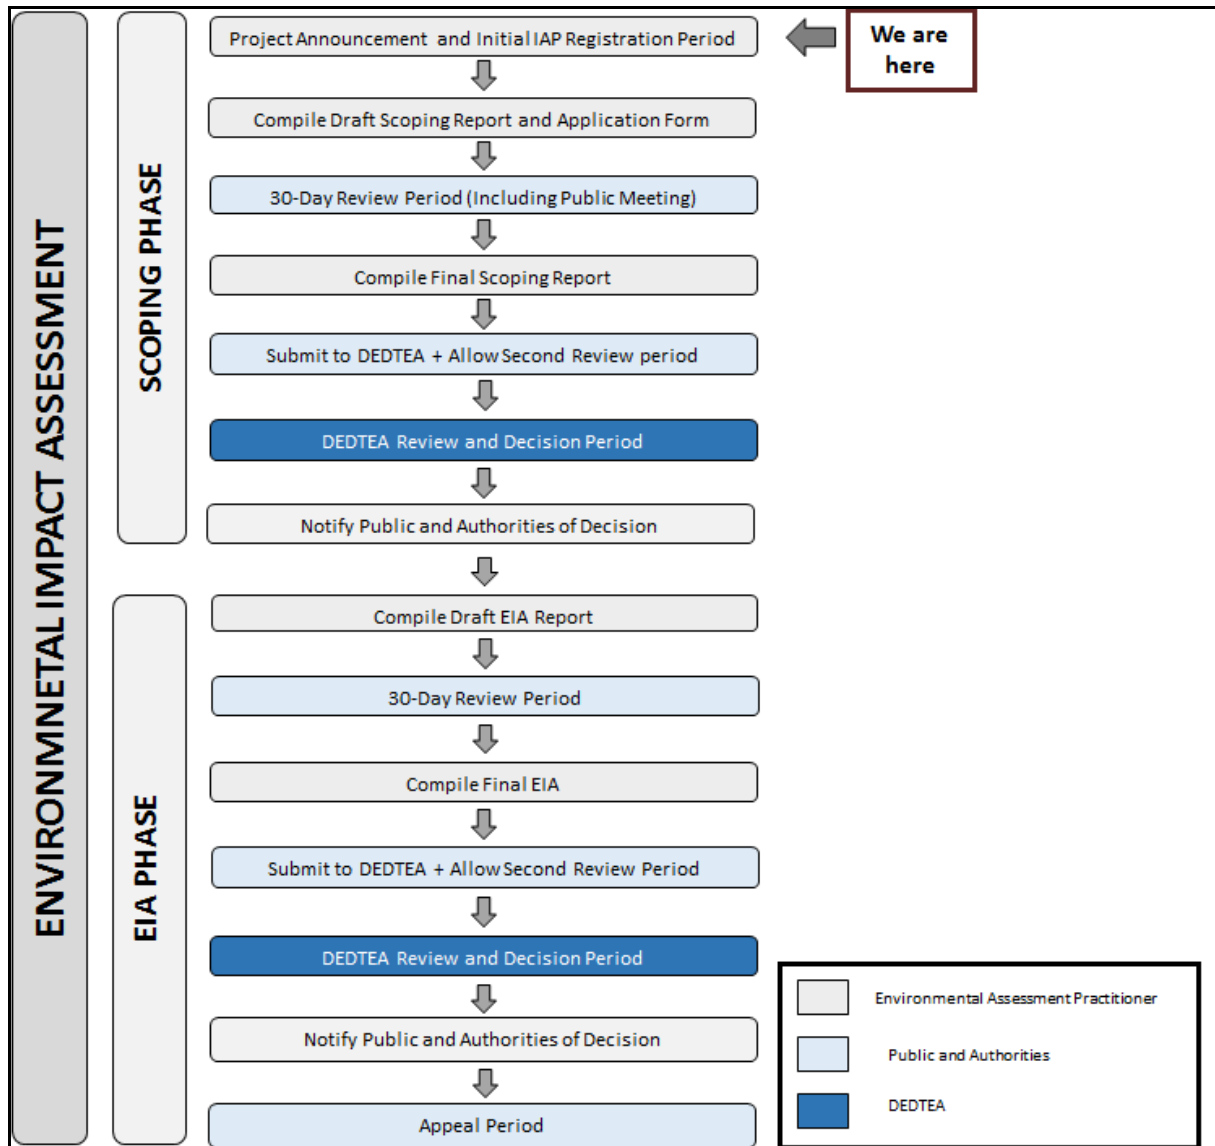 ENVIRONMNETAL IMPACT ASSESSMENT
SCOPING PHASE
Project Announcement and Initial IAP Registration Period
We are
here
Compile Draft Scoping Report and Application Form
30-Day Review Period (Including Public Meeting)
Compile Final Scoping Report
Submit to DEDTEA + Allow Second Review period
DEDTEA Review and Decision Period
Notify Public and Authorities of Decision
EIA PHASE
Compile Draft EIA Report
30-Day Review Period
Compile Final EIA
Submit to DEDTEA + Allow Second Review Period
DEDTEA Review and Decision Period
Notify Public and Authorities of Decision
Appeal Period
Environmental Assessment Practitioner
Public and Authorities
DEDTEA